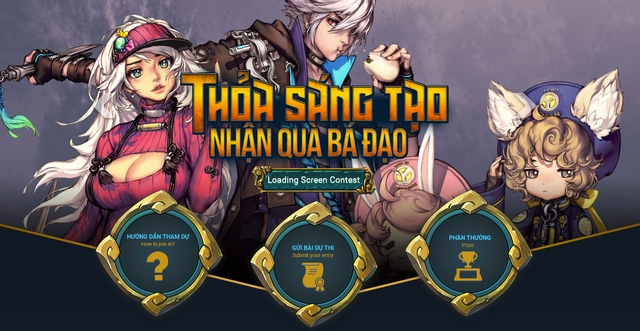 THỎA SÁNG TẠO
NHẬN QUÀ BÁ ĐẠO
Loading Screen Contest
HƯỚNG DẪN THAM DỰ
How to join in?
?
GỬI BÀI DỰ THI
Submit your entry
PHẦN THƯỞNG
Prize